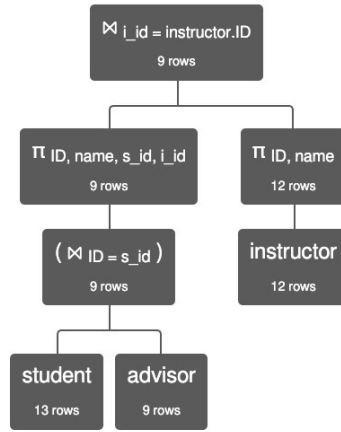 ⋈ i_id = instructor.ID
9 rows
π ID, name, s_id, i_id
9 rows
π ID, name
12 rows
( ⋈ ID = s_id )
9 rows
instructor
12 rows
student
13 rows
advisor
9 rows